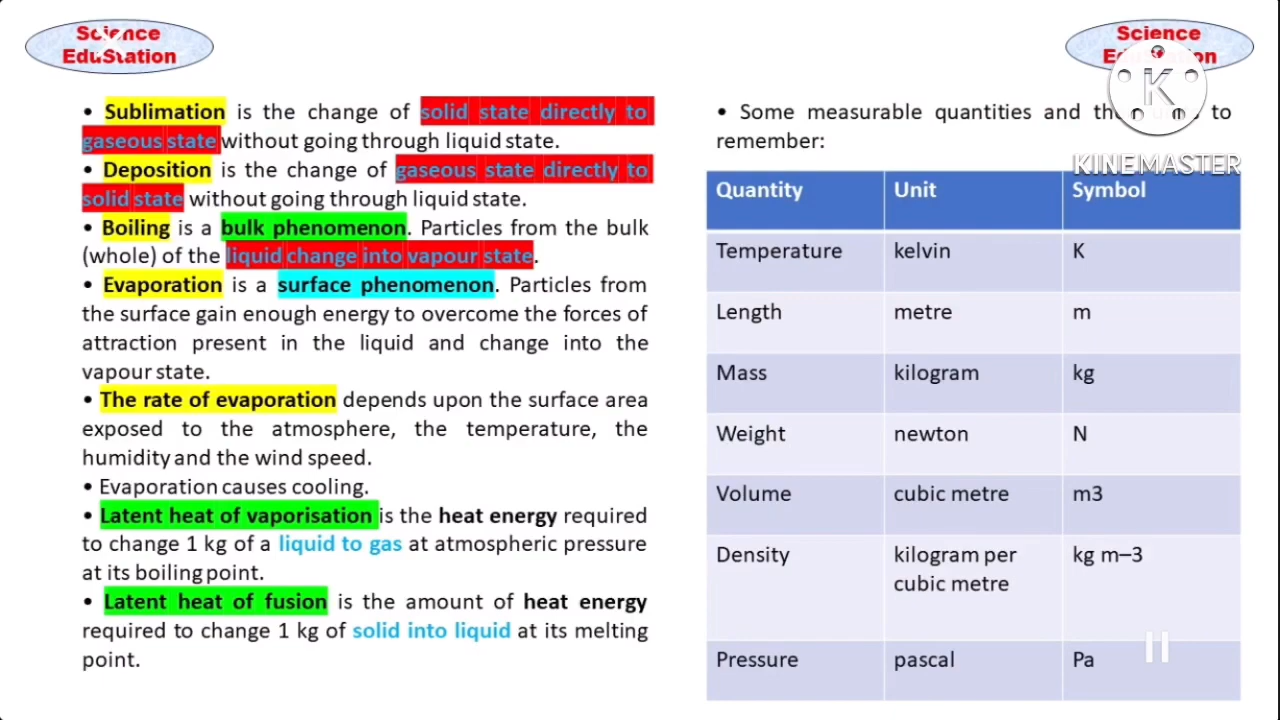 Science
EduStation
• Sublimation is the change of solid state directly to
gaseous state without going through liquid state.
• Deposition is the change of gaseous state directly to
solid state without going through liquid state.
• Boiling is a bulk phenomenon. Particles from the bulk
(whole) of the liquid change into vapour state.
• Evaporation is a surface phenomenon. Particles from
the surface gain enough energy to overcome the forces of
attraction present in the liquid and change into the
vapour state.
• The rate of evaporation depends upon the surface area
exposed to the atmosphere, the temperature, the
humidity and the wind speed.
• Evaporation causes cooling.
• Latent heat of vaporisation is the heat energy required
to change 1 kg of a liquid to gas at atmospheric pressure
at its boiling point.
• Latent heat of fusion is the amount of heat energy
required to change 1 kg of solid into liquid at its melting
point.
Science
EduStation
K
KINEMASTER
• Some measurable quantities and to
remember:
Quantity Unit Symbol
Temperature kelvin K
Length metre m
Mass kilogram kg
Weight newton N
Volume cubic metre m3
Density kilogram per cubic metre kg m–3
Pressure pascal Pa